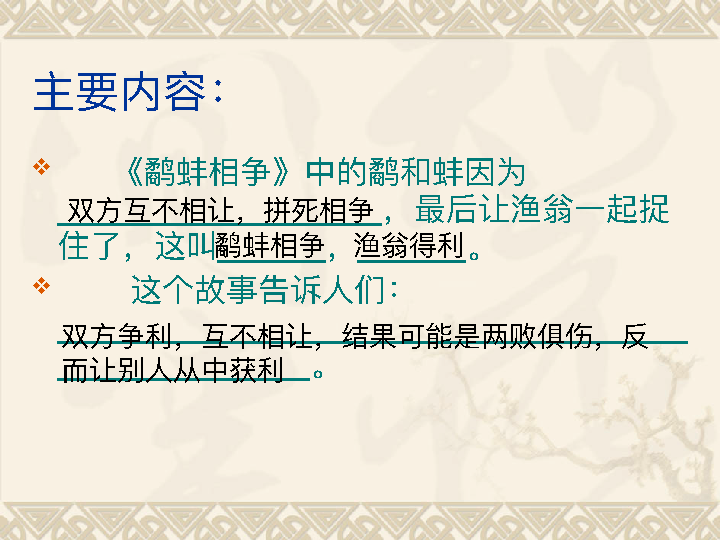 主要内容：
《鹬蚌相争》中的鹬和蚌因为
双方互不相让，拼死相争，最后让渔翁一起捉
住了，这叫鹬蚌相争，渔翁得利。
这个故事告诉人们：
双方争利，互不相让，结果可能是两败俱伤，反
而让别人从中获利。